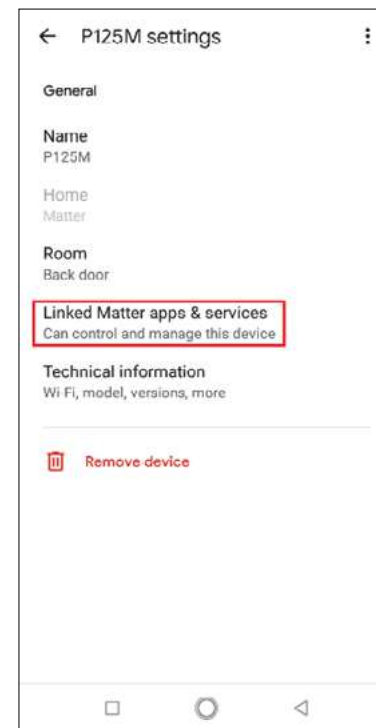 P125M settings
General
Name
P125M
Home
Matter
Room
Back door
Linked Matter apps & services
Can control and manage this device
Technical information
Wi Fi, model, versions, more
Remove device